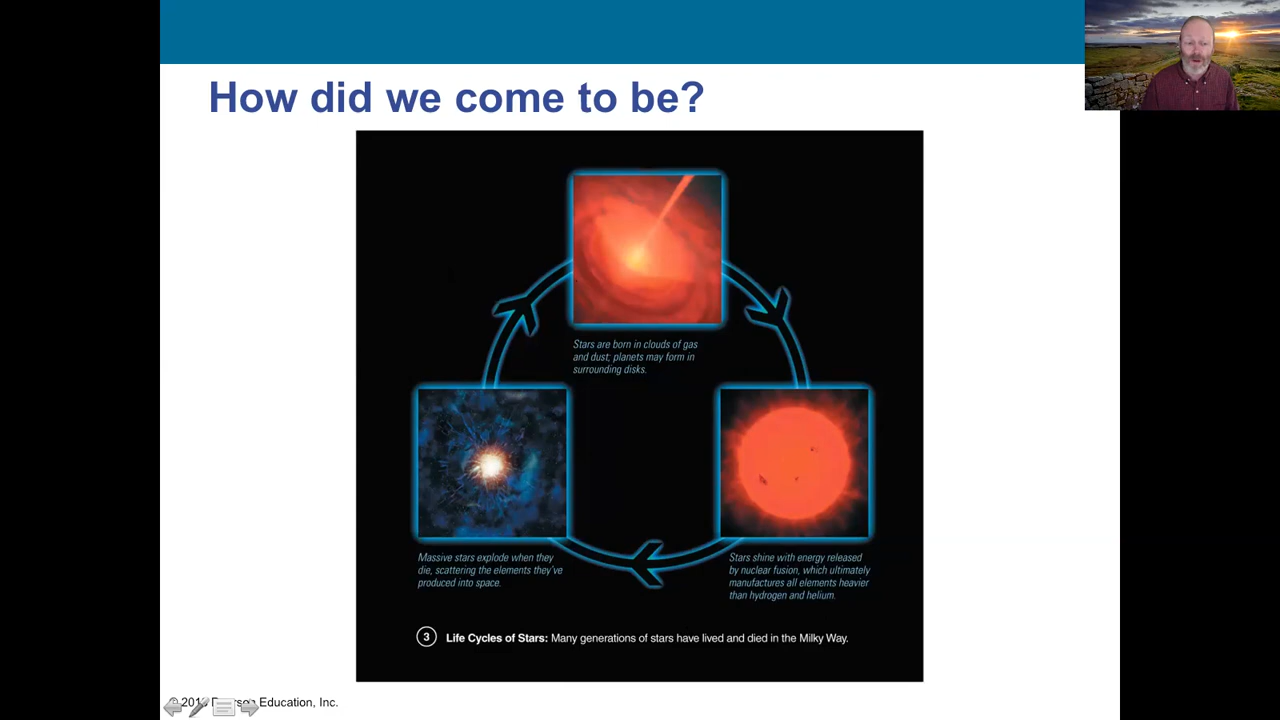 How did we come to be?
Stars are born in clouds of gas
and dust; planets may form in
surrounding disks.
Massive stars explode when they
die, scattering the elements they've
produced into space.
Stars shine with energy released
by nuclear fusion, which ultimately
manufactures all elements heavier
than hydrogen and helium.
3 Life Cycles of Stars: Many generations of stars have lived and died in the Milky Way.
Education, Inc.